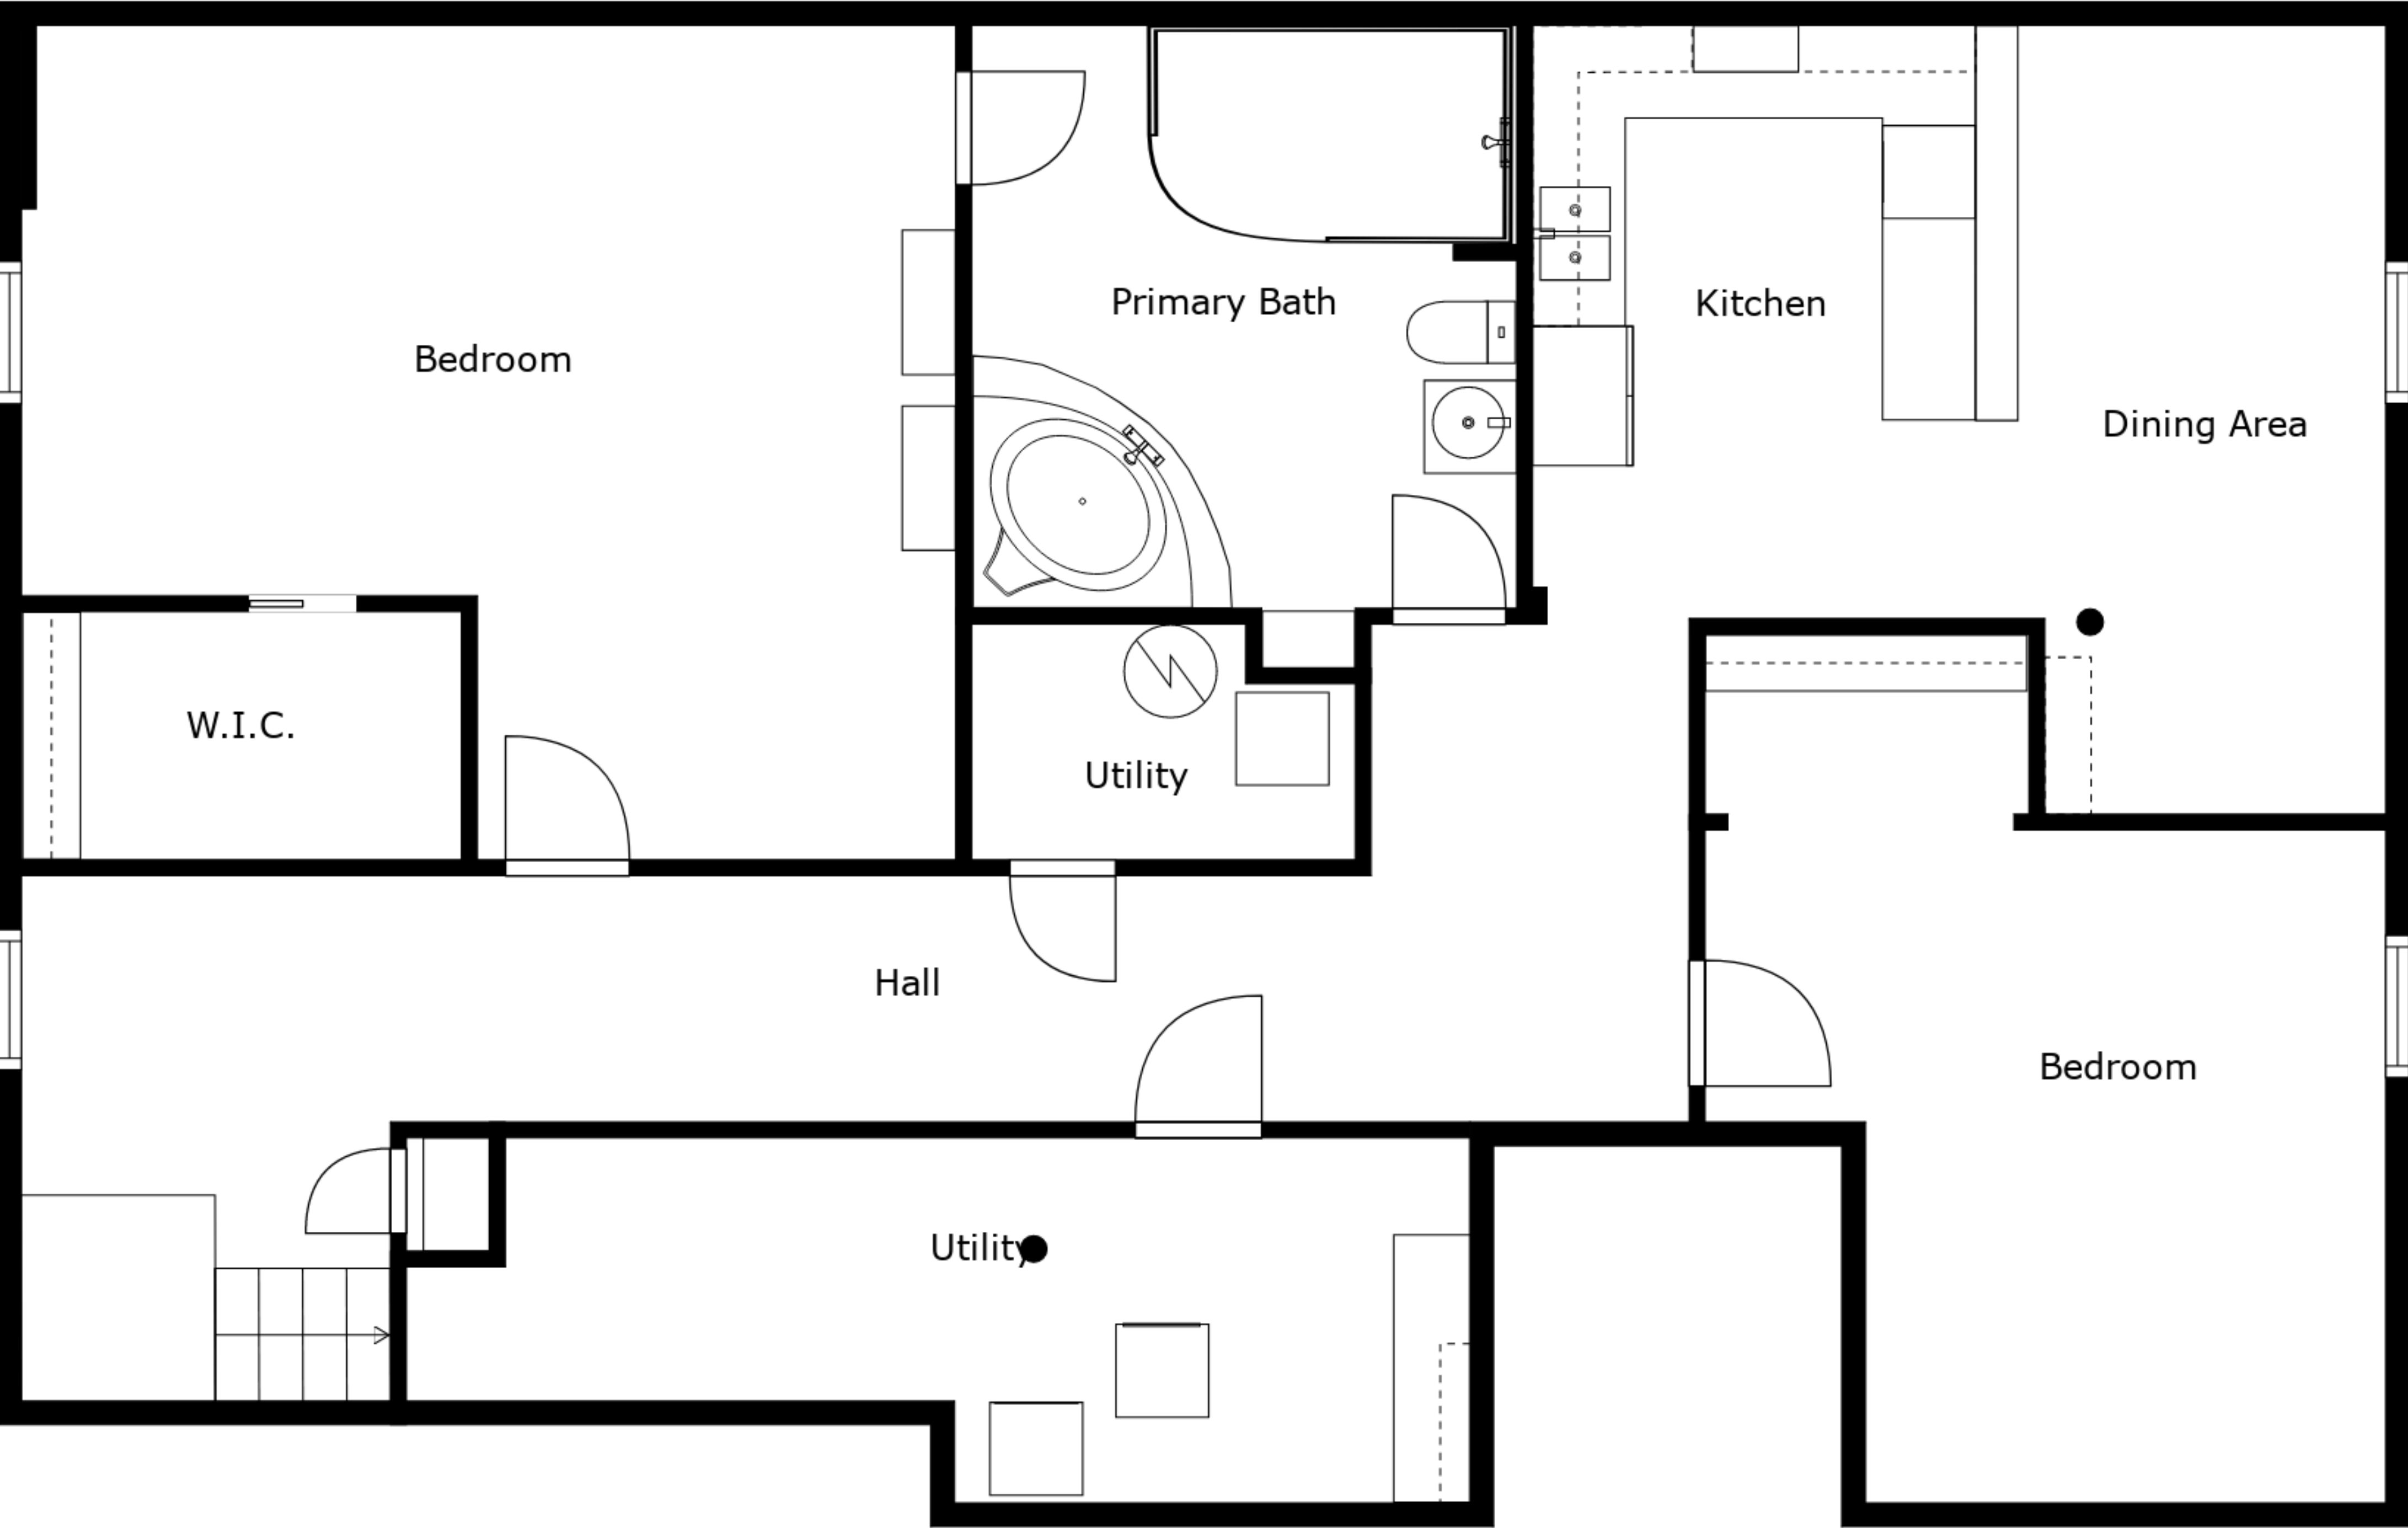 Primary Bath
Kitchen
Bedroom
Dining Area
W.I.C.
Utility
Hall
Bedroom
Utility